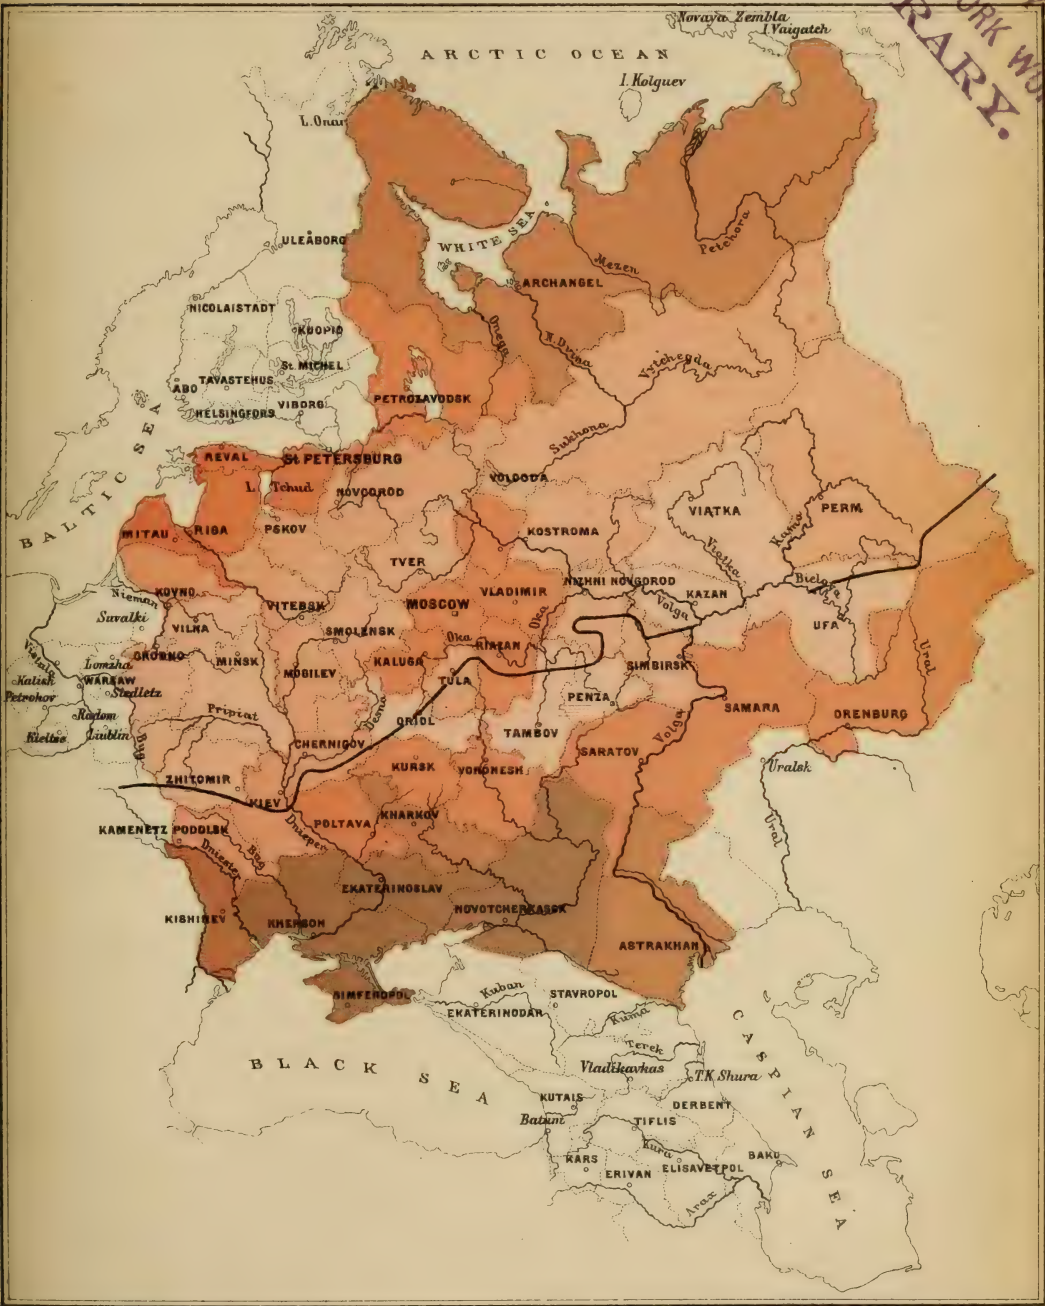 Novaya Zembla
I. Vaigatch
ARCTIC OCEAN
I. Kolguev
RARY.
L. Onar
WHITE SEA
Petchora
ULEÅBORG
Mezen
ARCHANGEL
NICOLAISTADT
Onega
N. Dvina
KUOPIO
Vytchegda
St. MICHEL
TAVASTEHUS
ABO
VIBORG
HELSINGFORS
PETROZAVODSK
BALTIC SEA
Sukhona
REVAL
St. PETERSBURG
VOLOGDA
L. Tchud
NOVGOROD
VIATKA
PERM
Kama
MITAU
RIGA
PSKOV
KOSTROMA
Viatka
TVER
NIZHNI NOVGOROD
Bielaya
KOVNO
Nieman
VITEBSK
MOSCOW
VLADIMIR
Volga
KAZAN
Suvalki
VILNA
SMOLENSK
Oka
Oka
RIAZAN
UFA
Vistula
Lomzha
GRODNO
MINSK
MOGILEV
KALUGA
SIMBIRSK
Ural
Kalish
WARSAW
Siedletz
TULA
Petrokov
PENZA
SAMARA
Radom
Pripiat
Desna
ORIOL
ORENBURG
Kieltse
Liublin
Bug
CHERNIGOV
TAMBOV
Volga
SARATOV
ZHITOMIR
KURSK
VORONESH
Uralsk
KIEV
KAMENETZ PODOLSK
Dnieper
POLTAVA
KHARKOV
Ural
Dniester
Bug
EKATERINOSLAV
KISHINEV
KHERSON
NOVOTCHERKASSK
ASTRAKHAN
SIMFEROPOL
Kuban
STAVROPOL
EKATERINODAR
Kuma
Terek
BLACK SEA
Vladikavkas
T.K. Shura
CASPIAN SEA
KUTAIS
DERBENT
Batum
TIFLIS
Kura
BAKU
KARS
ELISAVETPOL
ERIVAN
Arax